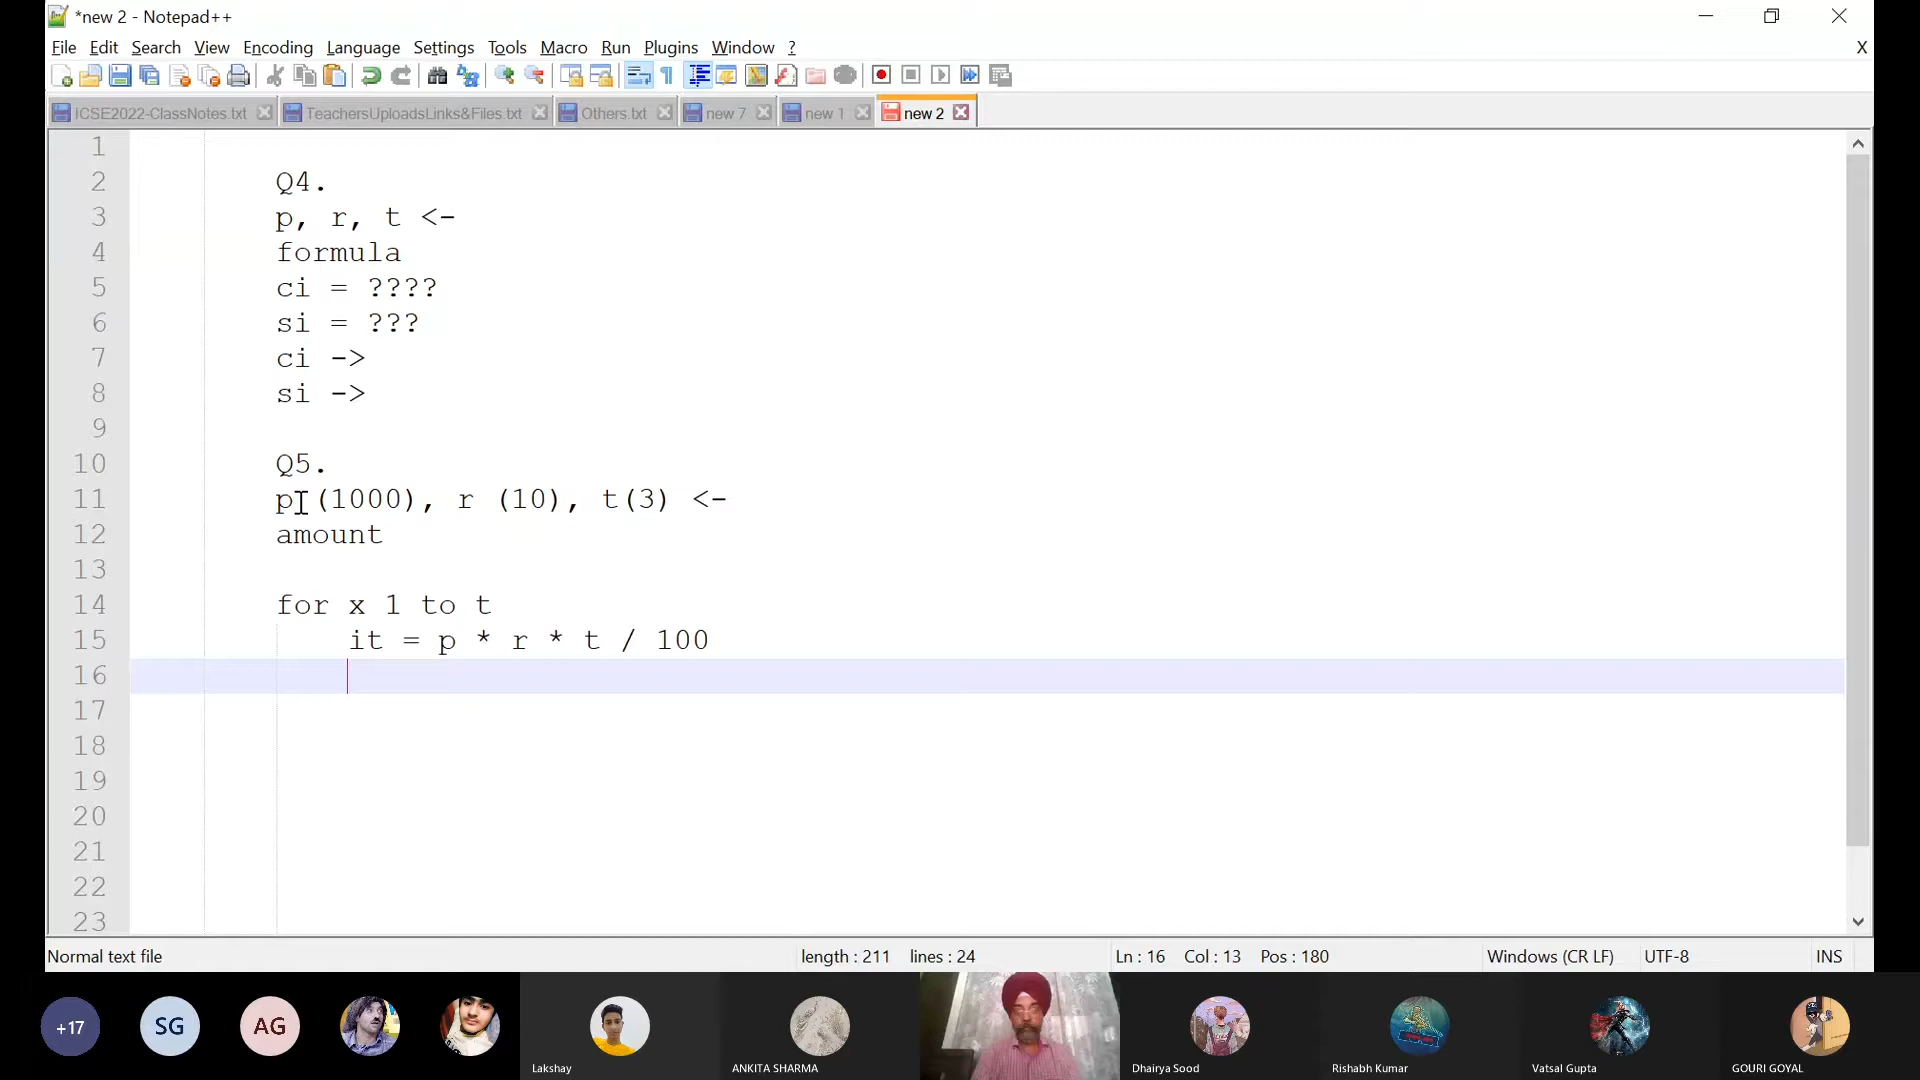 *new 2 - Notepad++
File Edit Search View Encoding Language Settings Tools Macro Run Plugins Window ? X
ICSE2022-ClassNotes.txt TeachersUploadsLinks&Files.txt Others.txt new 7 new 1 new 2
1
2 Q4.
3 p, r, t <-
4 formula
5 ci = ????
6 si = ???
7 ci ->
8 si ->
9
10 Q5.
11 p (1000), r (10), t(3) <-
12 amount
13
14 for x 1 to t
15 it = p * r * t / 100
16
17
18
19
20
21
22
23
Normal text file length : 211 lines : 24 Ln : 16 Col : 13 Pos : 180 Windows (CR LF) UTF-8 INS
+17 SG AG
Lakshay ANKITA SHARMA Dhairya Sood Rishabh Kumar Vatsal Gupta GOURI GOYAL